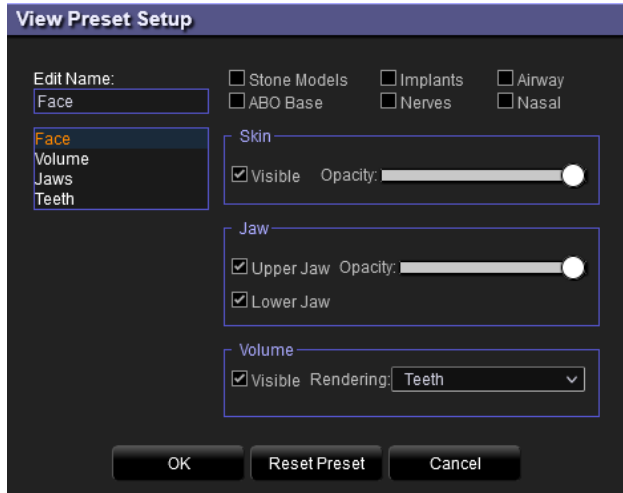 View Preset Setup
Edit Name:
Face
Face
Volume
Jaws
Teeth
Stone Models Implants Airway
ABO Base Nerves Nasal
Skin
Visible Opacity:
Jaw
Upper Jaw Opacity:
Lower Jaw
Volume
Visible Rendering: Teeth
OK Reset Preset Cancel